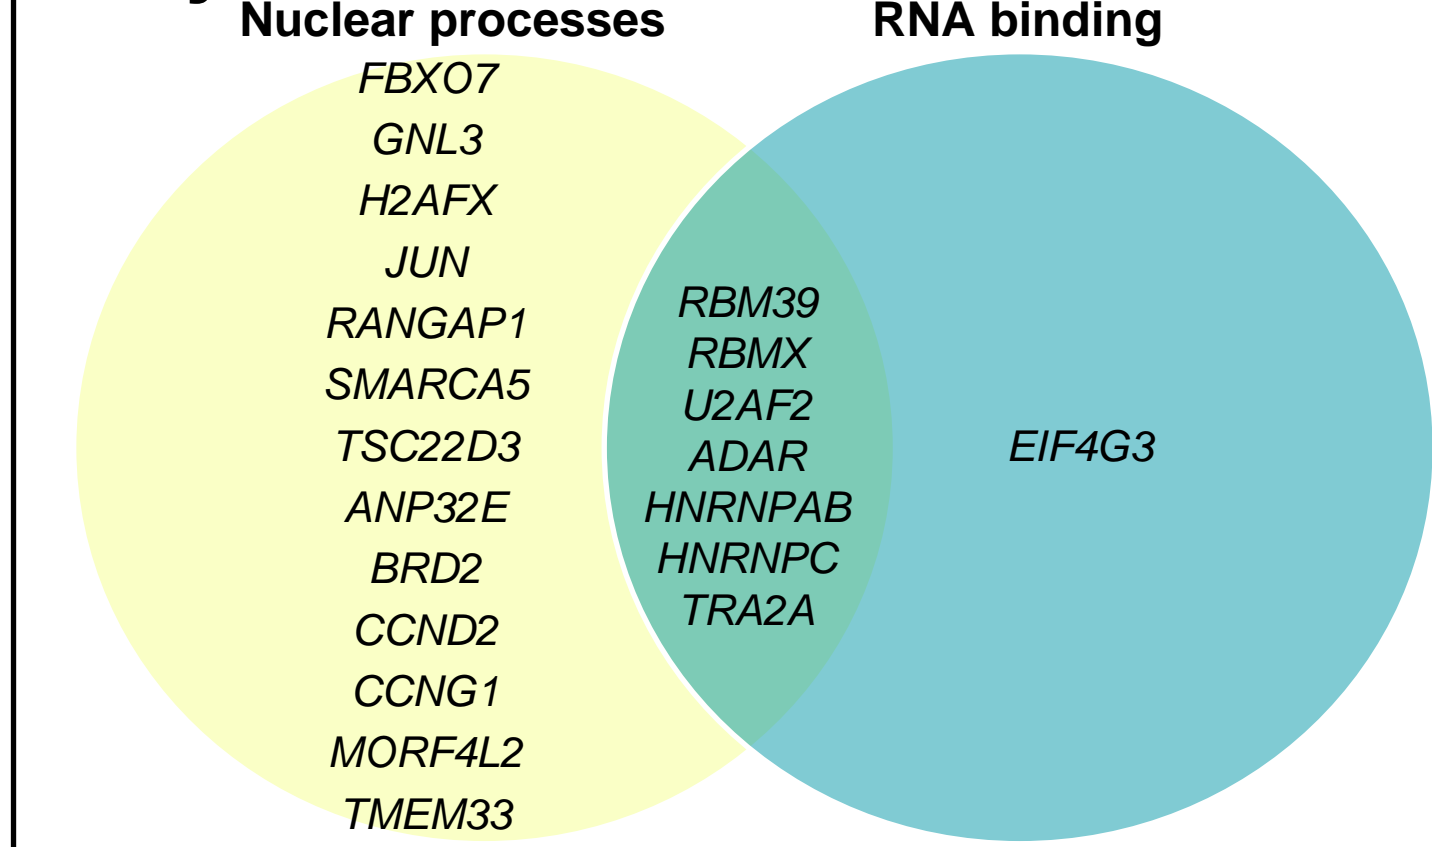 Nuclear processes
RNA binding
FBXO7
GNL3
H2AFX
JUN
RANGAP1
SMARCA5
TSC22D3
ANP32E
BRD2
CCND2
CCNG1
MORF4L2
TMEM33
RBM39
RBMX
U2AF2
ADAR
HNRNPAB
HNRNPC
TRA2A
EIF4G3